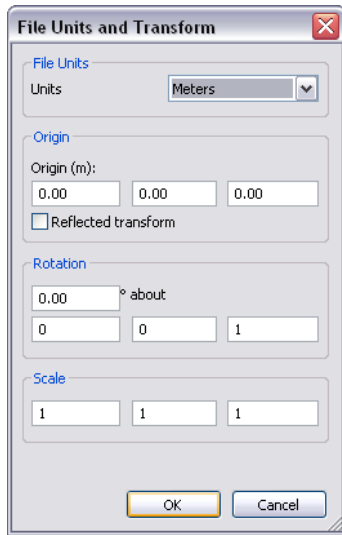 File Units and Transform
File Units
Units Meters
Origin
Origin (m):
0.00 0.00 0.00
Reflected transform
Rotation
0.00 ° about
0 0 1
Scale
1 1 1
OK Cancel